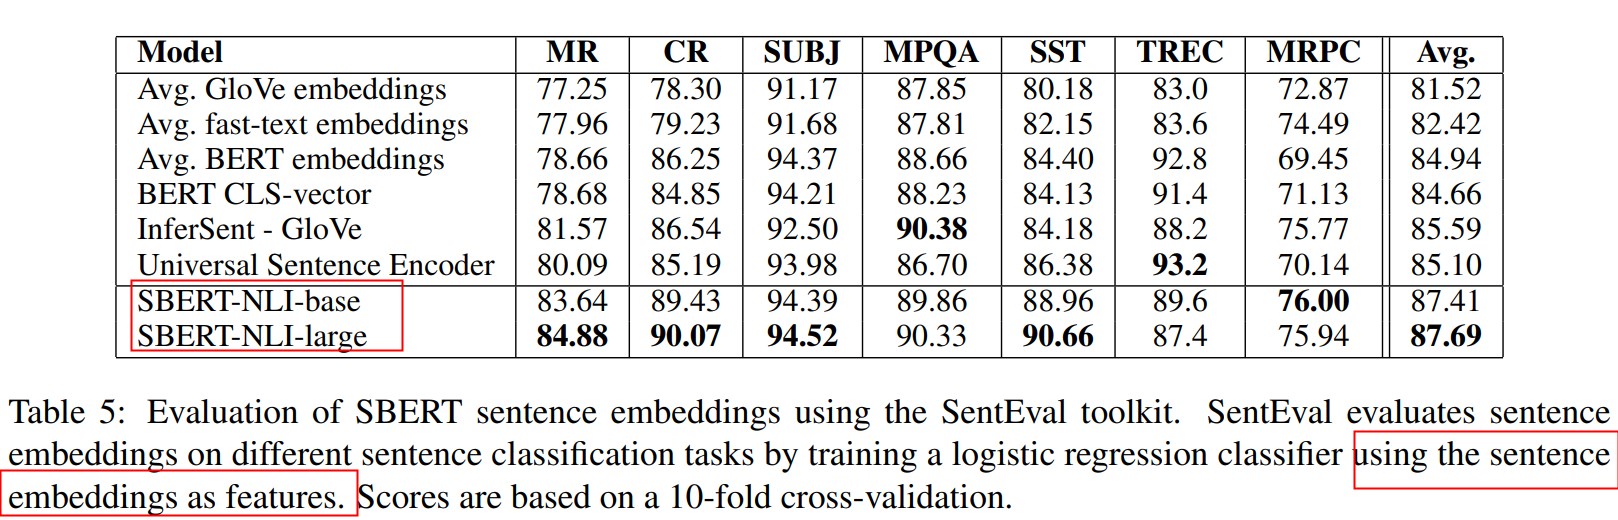 Model MR CR SUBJ MPQA SST TREC MRPC Avg.
Avg. GloVe embeddings 77.25 78.30 91.17 87.85 80.18 83.0 72.87 81.52
Avg. fast-text embeddings 77.96 79.23 91.68 87.81 82.15 83.6 74.49 82.42
Avg. BERT embeddings 78.66 86.25 94.37 88.66 84.40 92.8 69.45 84.94
BERT CLS-vector 78.68 84.85 94.21 88.23 84.13 91.4 71.13 84.66
InferSent - GloVe 81.57 86.54 92.50 90.38 84.18 88.2 75.77 85.59
Universal Sentence Encoder 80.09 85.19 93.98 86.70 86.38 93.2 70.14 85.10
SBERT-NLI-base 83.64 89.43 94.39 89.86 88.96 89.6 76.00 87.41
SBERT-NLI-large 84.88 90.07 94.52 90.33 90.66 87.4 75.94 87.69
Table 5: Evaluation of SBERT sentence embeddings using the SentEval toolkit. SentEval evaluates sentence
embeddings on different sentence classification tasks by training a logistic regression classifier using the sentence
embeddings as features. Scores are based on a 10-fold cross-validation.